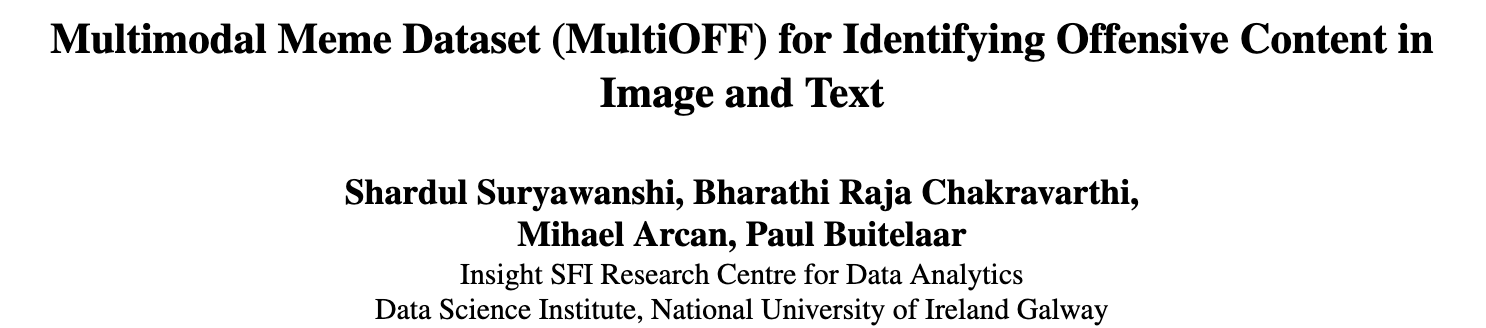 Multimodal Meme Dataset (MultiOFF) for Identifying Offensive Content in
Image and Text
Shardul Suryawanshi, Bharathi Raja Chakravarthi,
Mihael Arcan, Paul Buitelaar
Insight SFI Research Centre for Data Analytics
Data Science Institute, National University of Ireland Galway